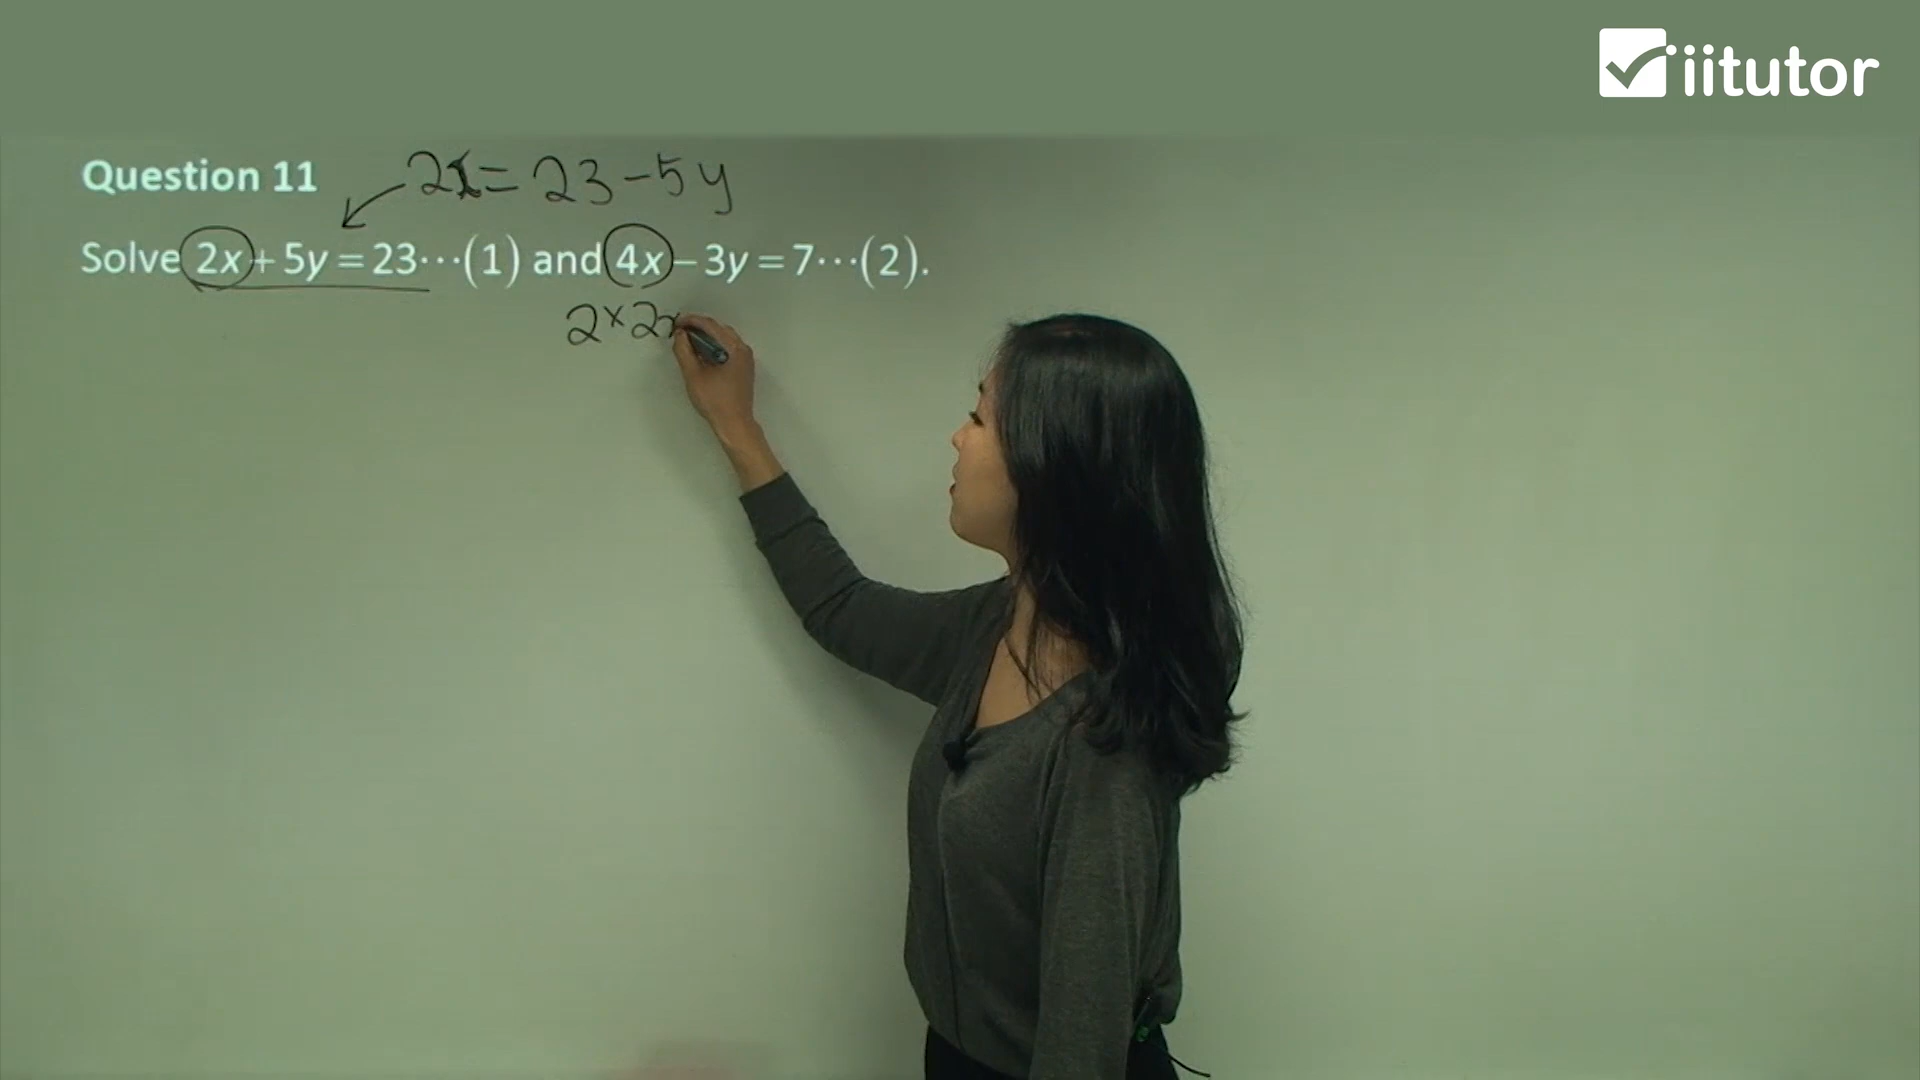 iitutor
Question 11 2x = 23 - 5y
Solve 2x + 5y = 23···(1) and 4x - 3y = 7···(2).
2 × 2x